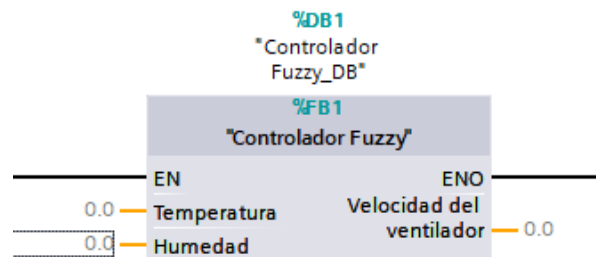 %DB1
"Controlador
Fuzzy_DB"
%FB1
"Controlador Fuzzy"
EN ENO
0.0 Temperatura Velocidad del
ventilador 0.0
0.0 Humedad